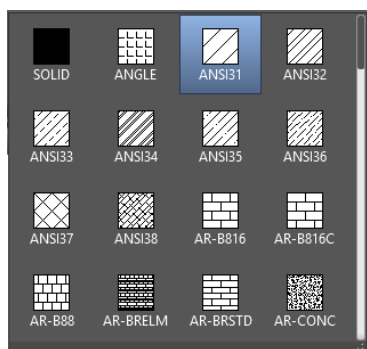 SOLID ANGLE ANSI31 ANSI32
ANSI33 ANSI34 ANSI35 ANSI36
ANSI37 ANSI38 AR-B816 AR-B816C
AR-B88 AR-BRELM AR-BRSTD AR-CONC